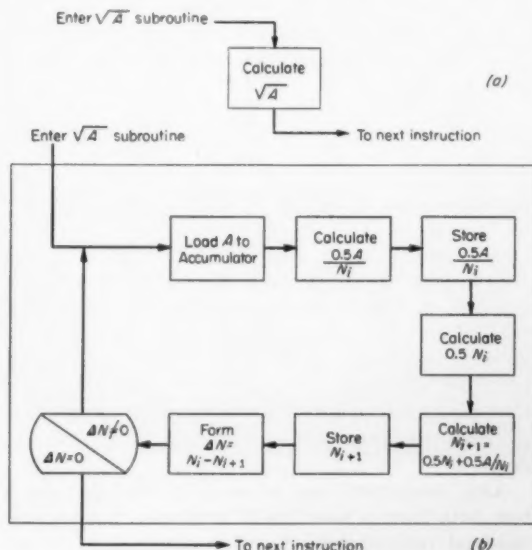 Enter √A subroutine
Calculate
√A
(a)
To next instruction
Enter √A subroutine
Load A to
Accumulator
Calculate
0.5A
Ni
Store
0.5A
Ni
Calculate
0.5 Ni
Calculate
Ni+1 =
0.5Ni + 0.5A/Ni
Store
Ni+1
Form
ΔN =
Ni − Ni+1
ΔN ≠ 0
ΔN = 0
To next instruction
(b)